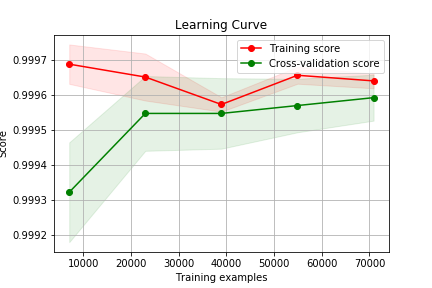 Learning Curve
Training score
Cross-validation score
0.9997
0.9996
0.9995
0.9994
0.9993
0.9992
Score
10000 20000 30000 40000 50000 60000 70000
Training examples